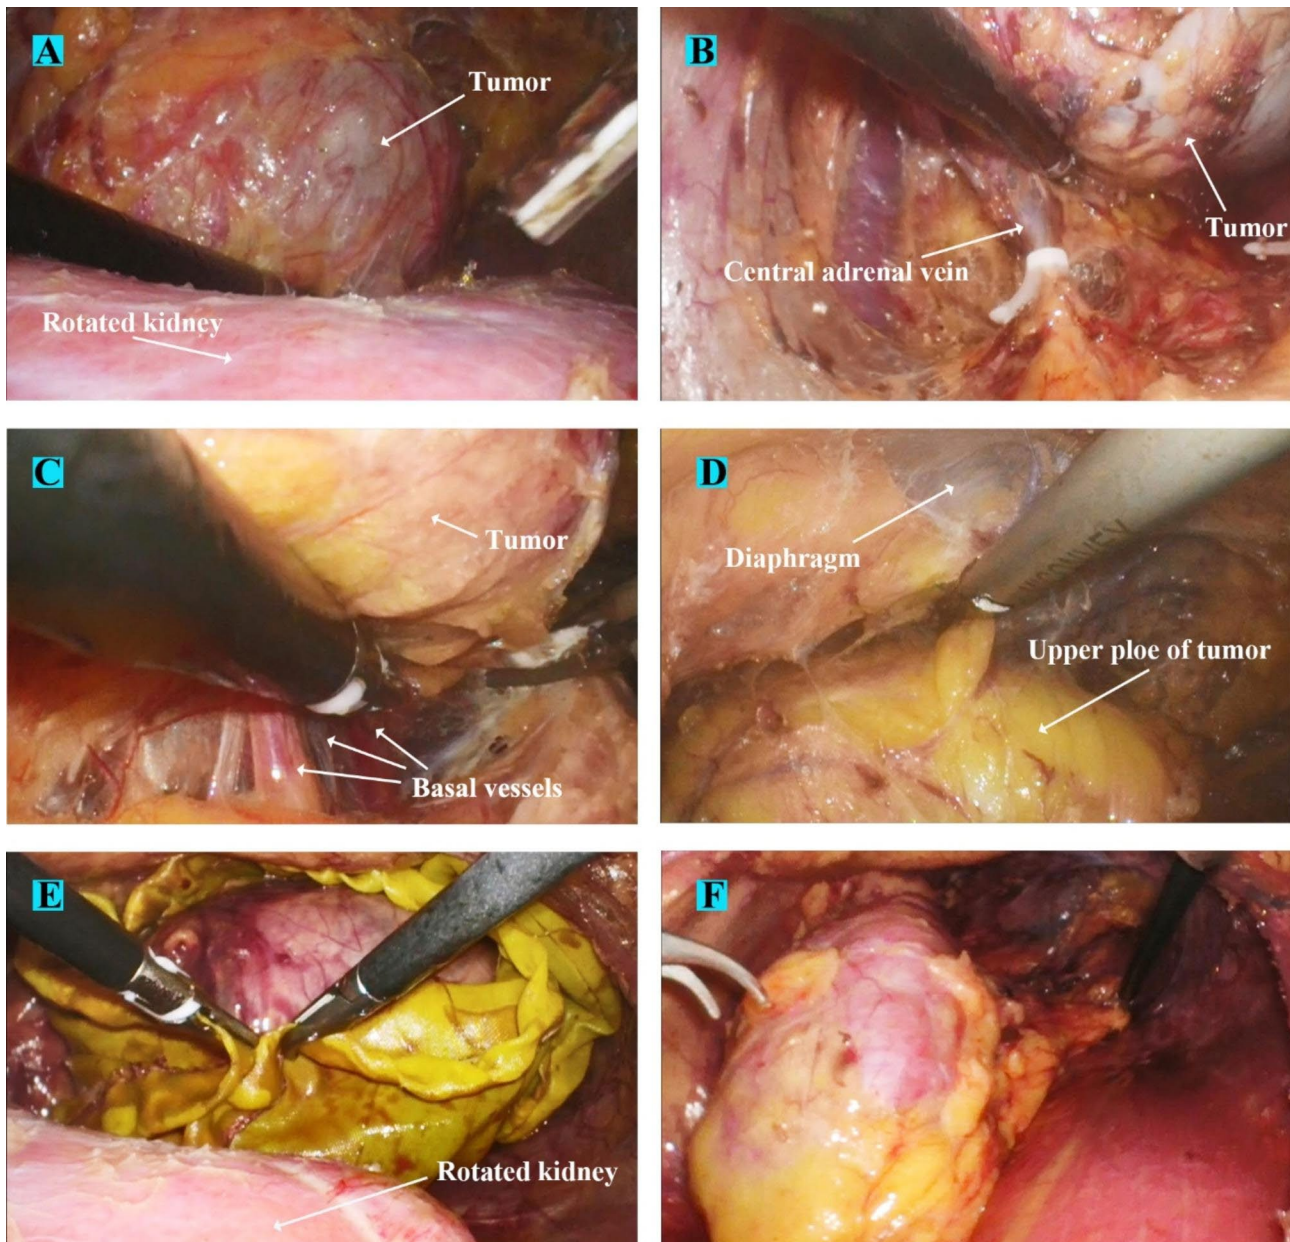 A
Tumor
Rotated kidney
B
Central adrenal vein
Tumor
C
Tumor
Basal vessels
D
Diaphragm
Upper ploe of tumor
E
Rotated kidney
F